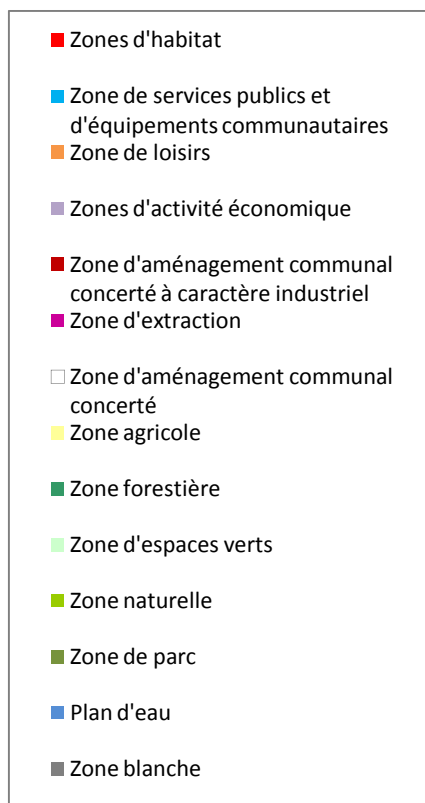 Zones d'habitat
Zone de services publics et
d'équipements communautaires
Zone de loisirs
Zones d'activité économique
Zone d'aménagement communal
concerté à caractère industriel
Zone d'extraction
Zone d'aménagement communal
concerté
Zone agricole
Zone forestière
Zone d'espaces verts
Zone naturelle
Zone de parc
Plan d'eau
Zone blanche